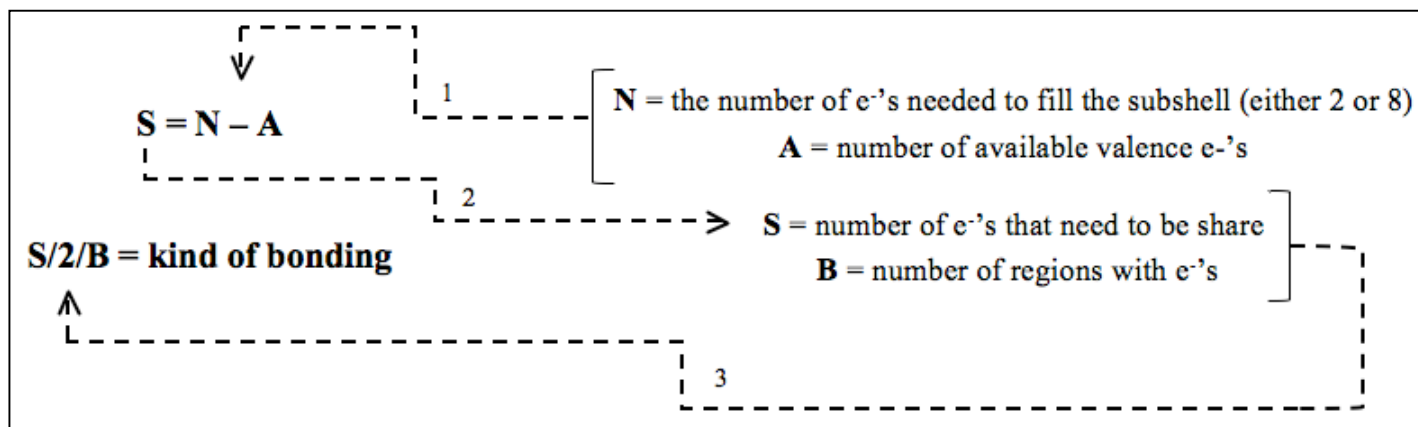 1
N = the number of e-'s needed to fill the subshell (either 2 or 8)
S = N – A
A = number of available valence e-'s
2
S = number of e-'s that need to be share
S/2/B = kind of bonding
B = number of regions with e-'s
3